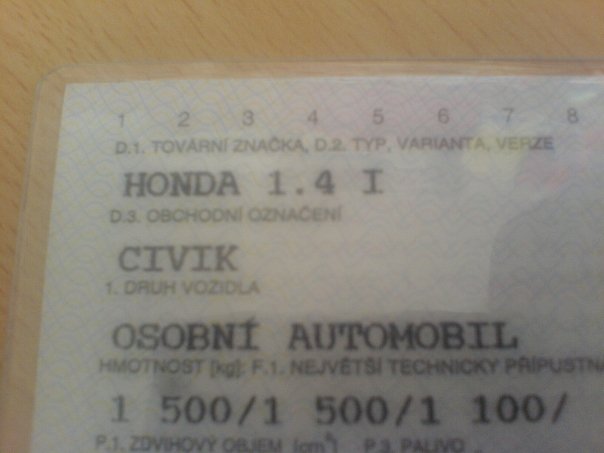 1 2 3 4 5 6 7 8
D.1. TOVÁRNÍ ZNAČKA, D.2. TYP, VARIANTA, VERZE
HONDA 1.4 I
D.3. OBCHODNÍ OZNAČENÍ
CIVIK
1. DRUH VOZIDLA
OSOBNÍ AUTOMOBIL
HMOTNOST [kg]: F.1. NEJVĚTŠÍ TECHNICKY PŘÍPUSTNA
1 500/1 500/1 100/
P.1. ZDVIHOVÝ OBJEM [cm³] P.3. PALIVO